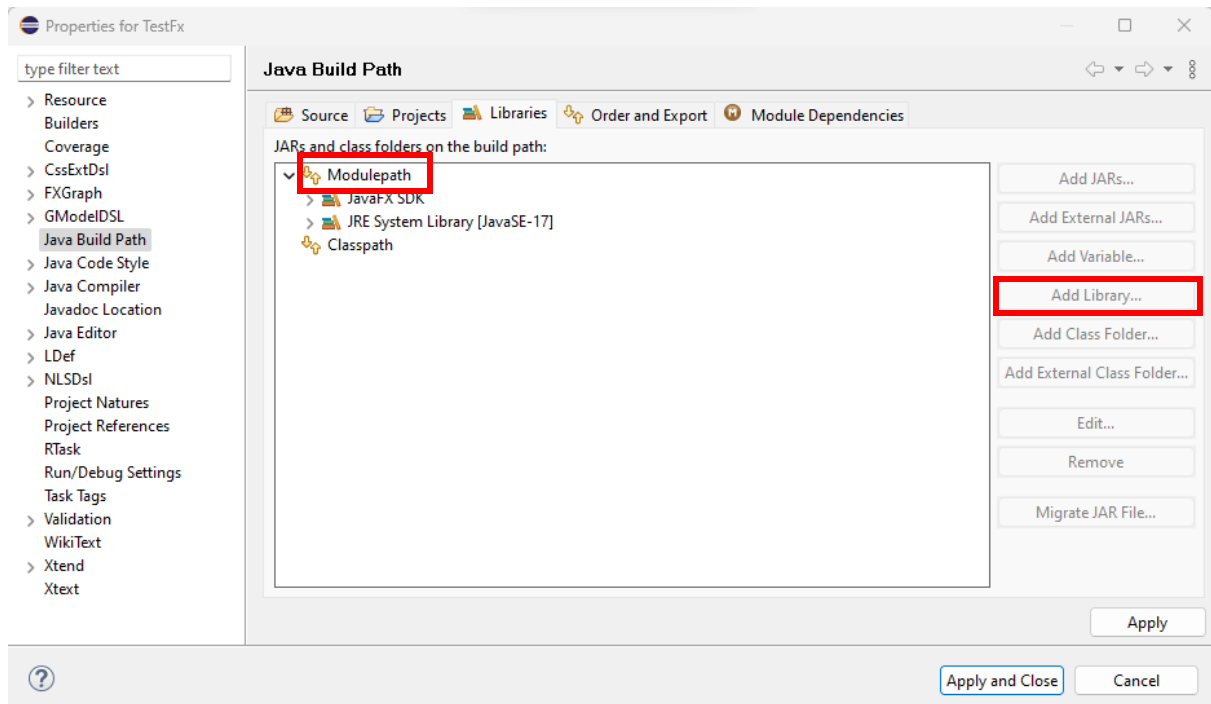 Properties for TestFx
type filter text
Resource
Builders
Coverage
CssExtDsl
FXGraph
GModelDSL
Java Build Path
Java Code Style
Java Compiler
Javadoc Location
Java Editor
LDef
NLSDsl
Project Natures
Project References
RTask
Run/Debug Settings
Task Tags
Validation
WikiText
Xtend
Xtext
Java Build Path
Source Projects Libraries Order and Export Module Dependencies
JARs and class folders on the build path:
Modulepath
JavaFX SDK
JRE System Library [JavaSE-17]
Classpath
Add JARs...
Add External JARs...
Add Variable...
Add Library...
Add Class Folder...
Add External Class Folder...
Edit...
Remove
Migrate JAR File...
Apply
Apply and Close Cancel